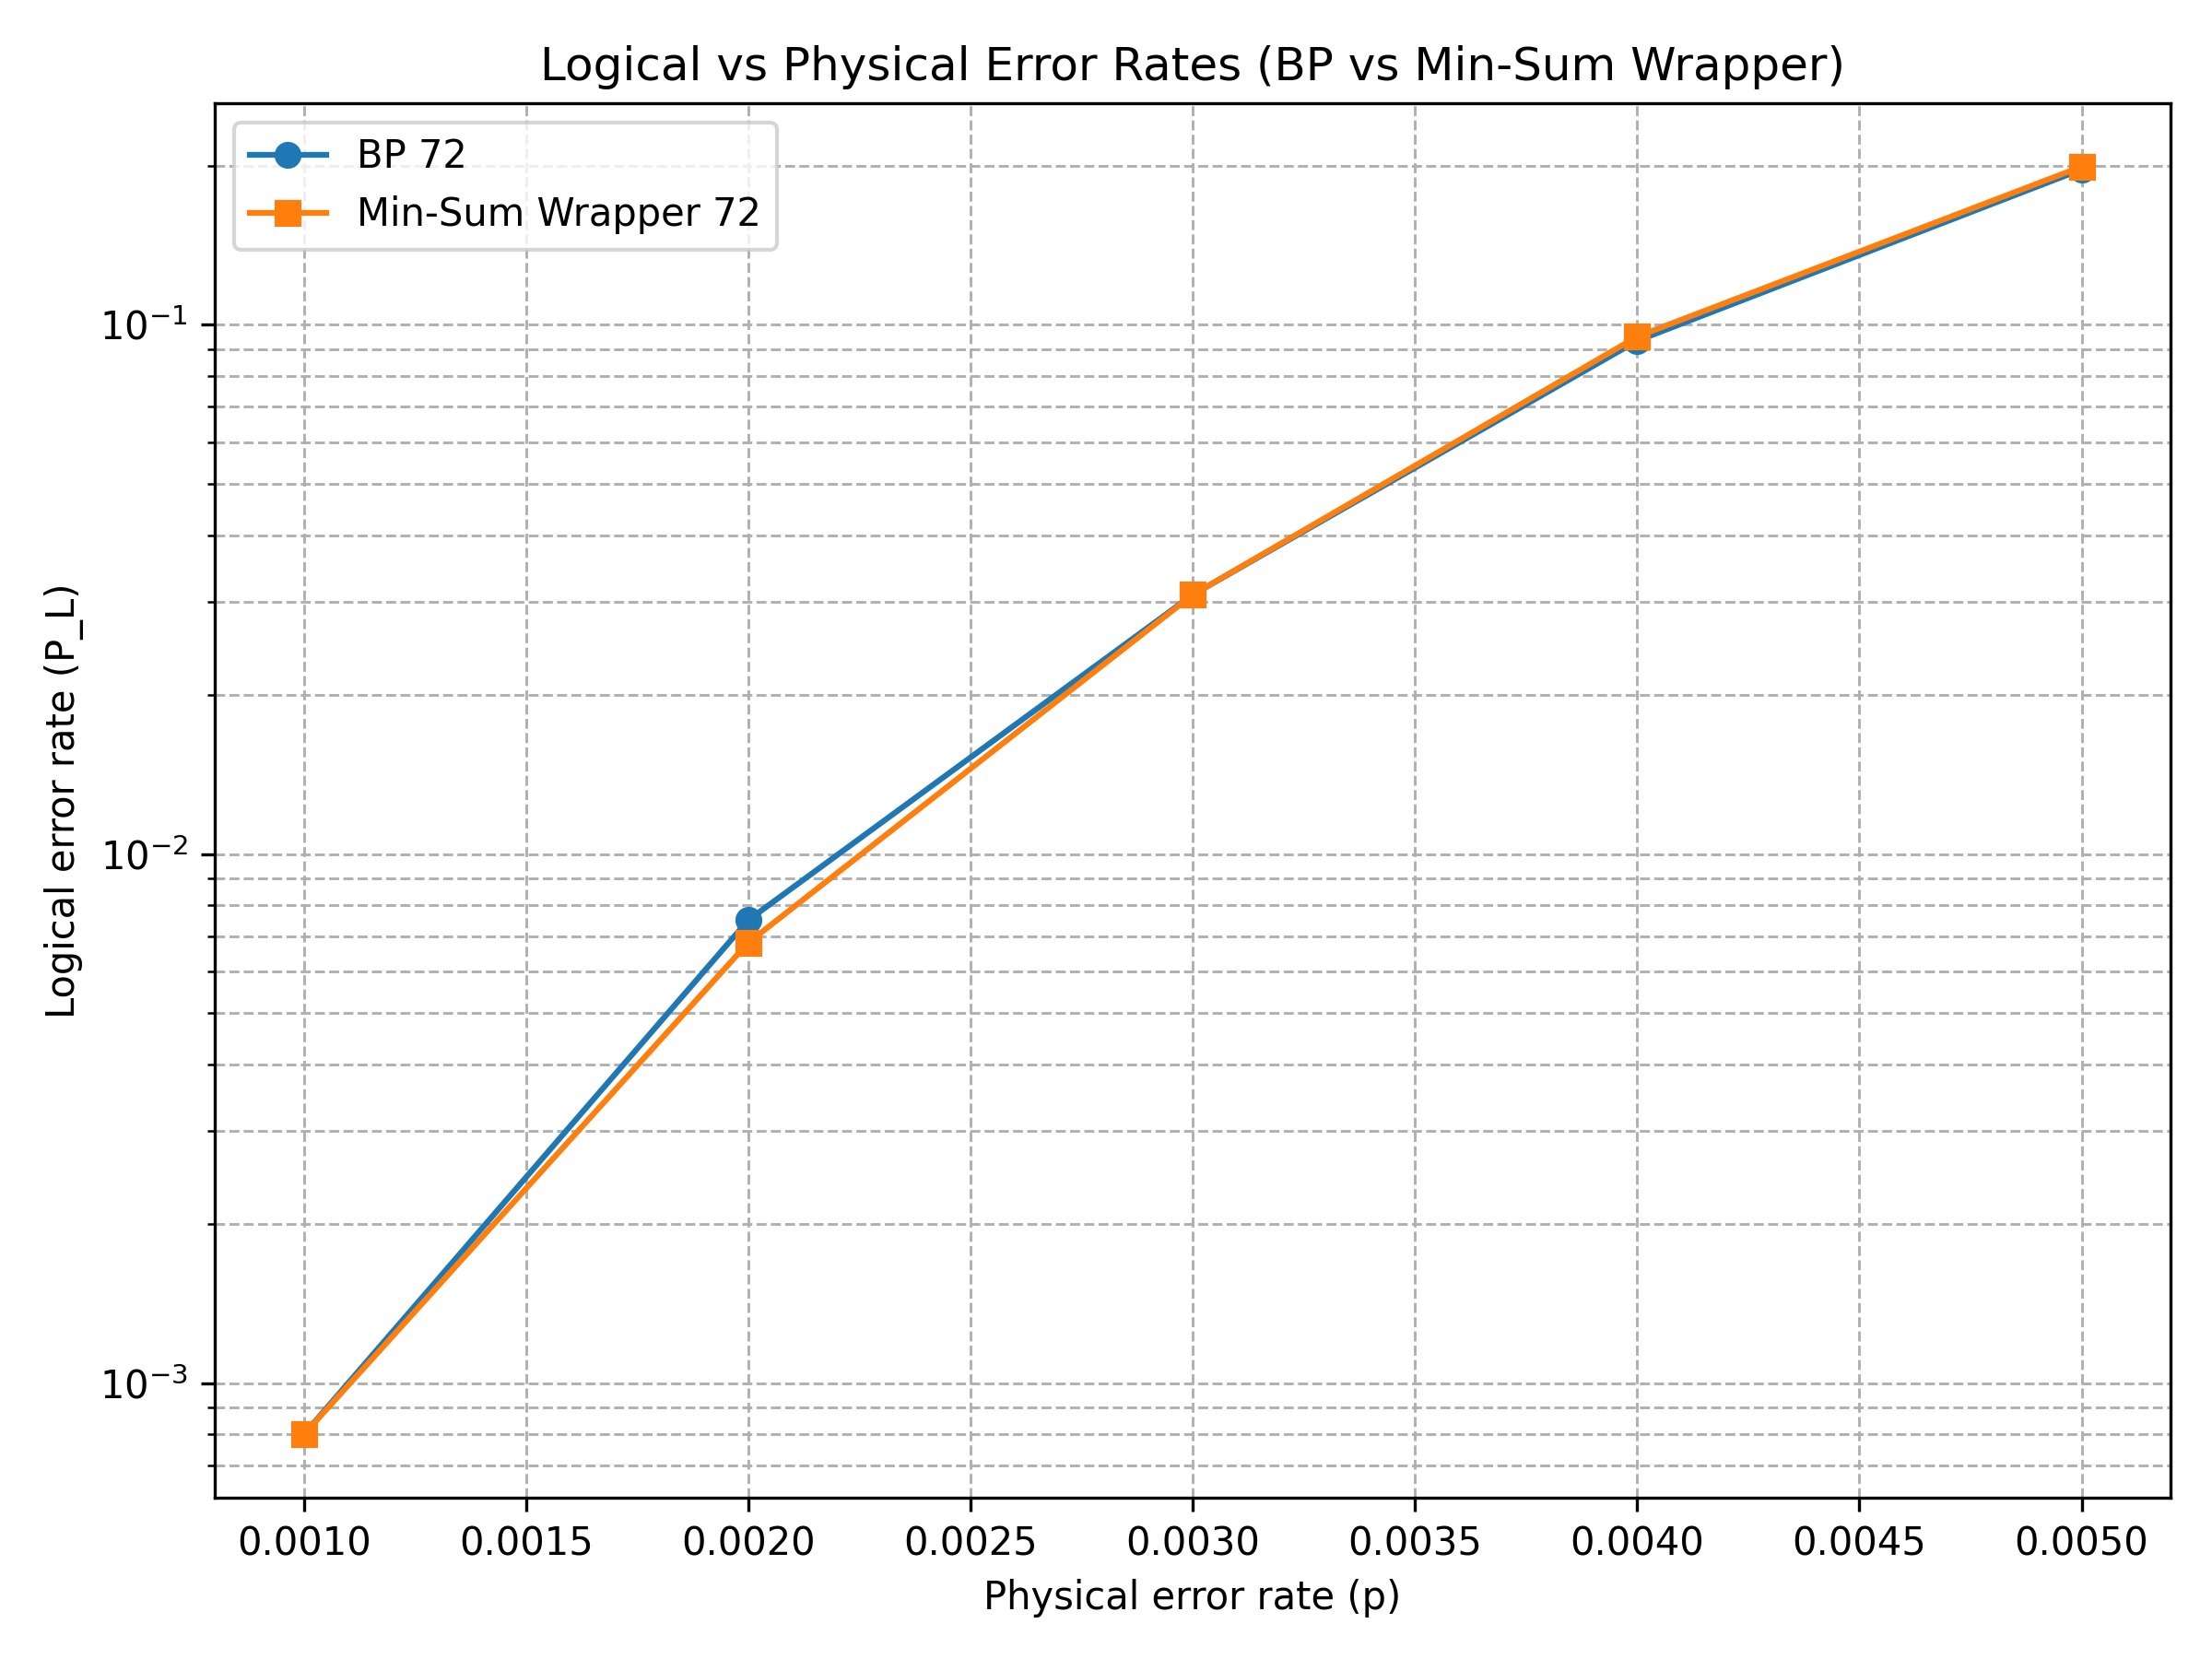 Logical vs Physical Error Rates (BP vs Min-Sum Wrapper)
BP 72
Min-Sum Wrapper 72
Logical error rate (P_L)
10⁻¹
10⁻²
10⁻³
0.0010 0.0015 0.0020 0.0025 0.0030 0.0035 0.0040 0.0045 0.0050
Physical error rate (p)